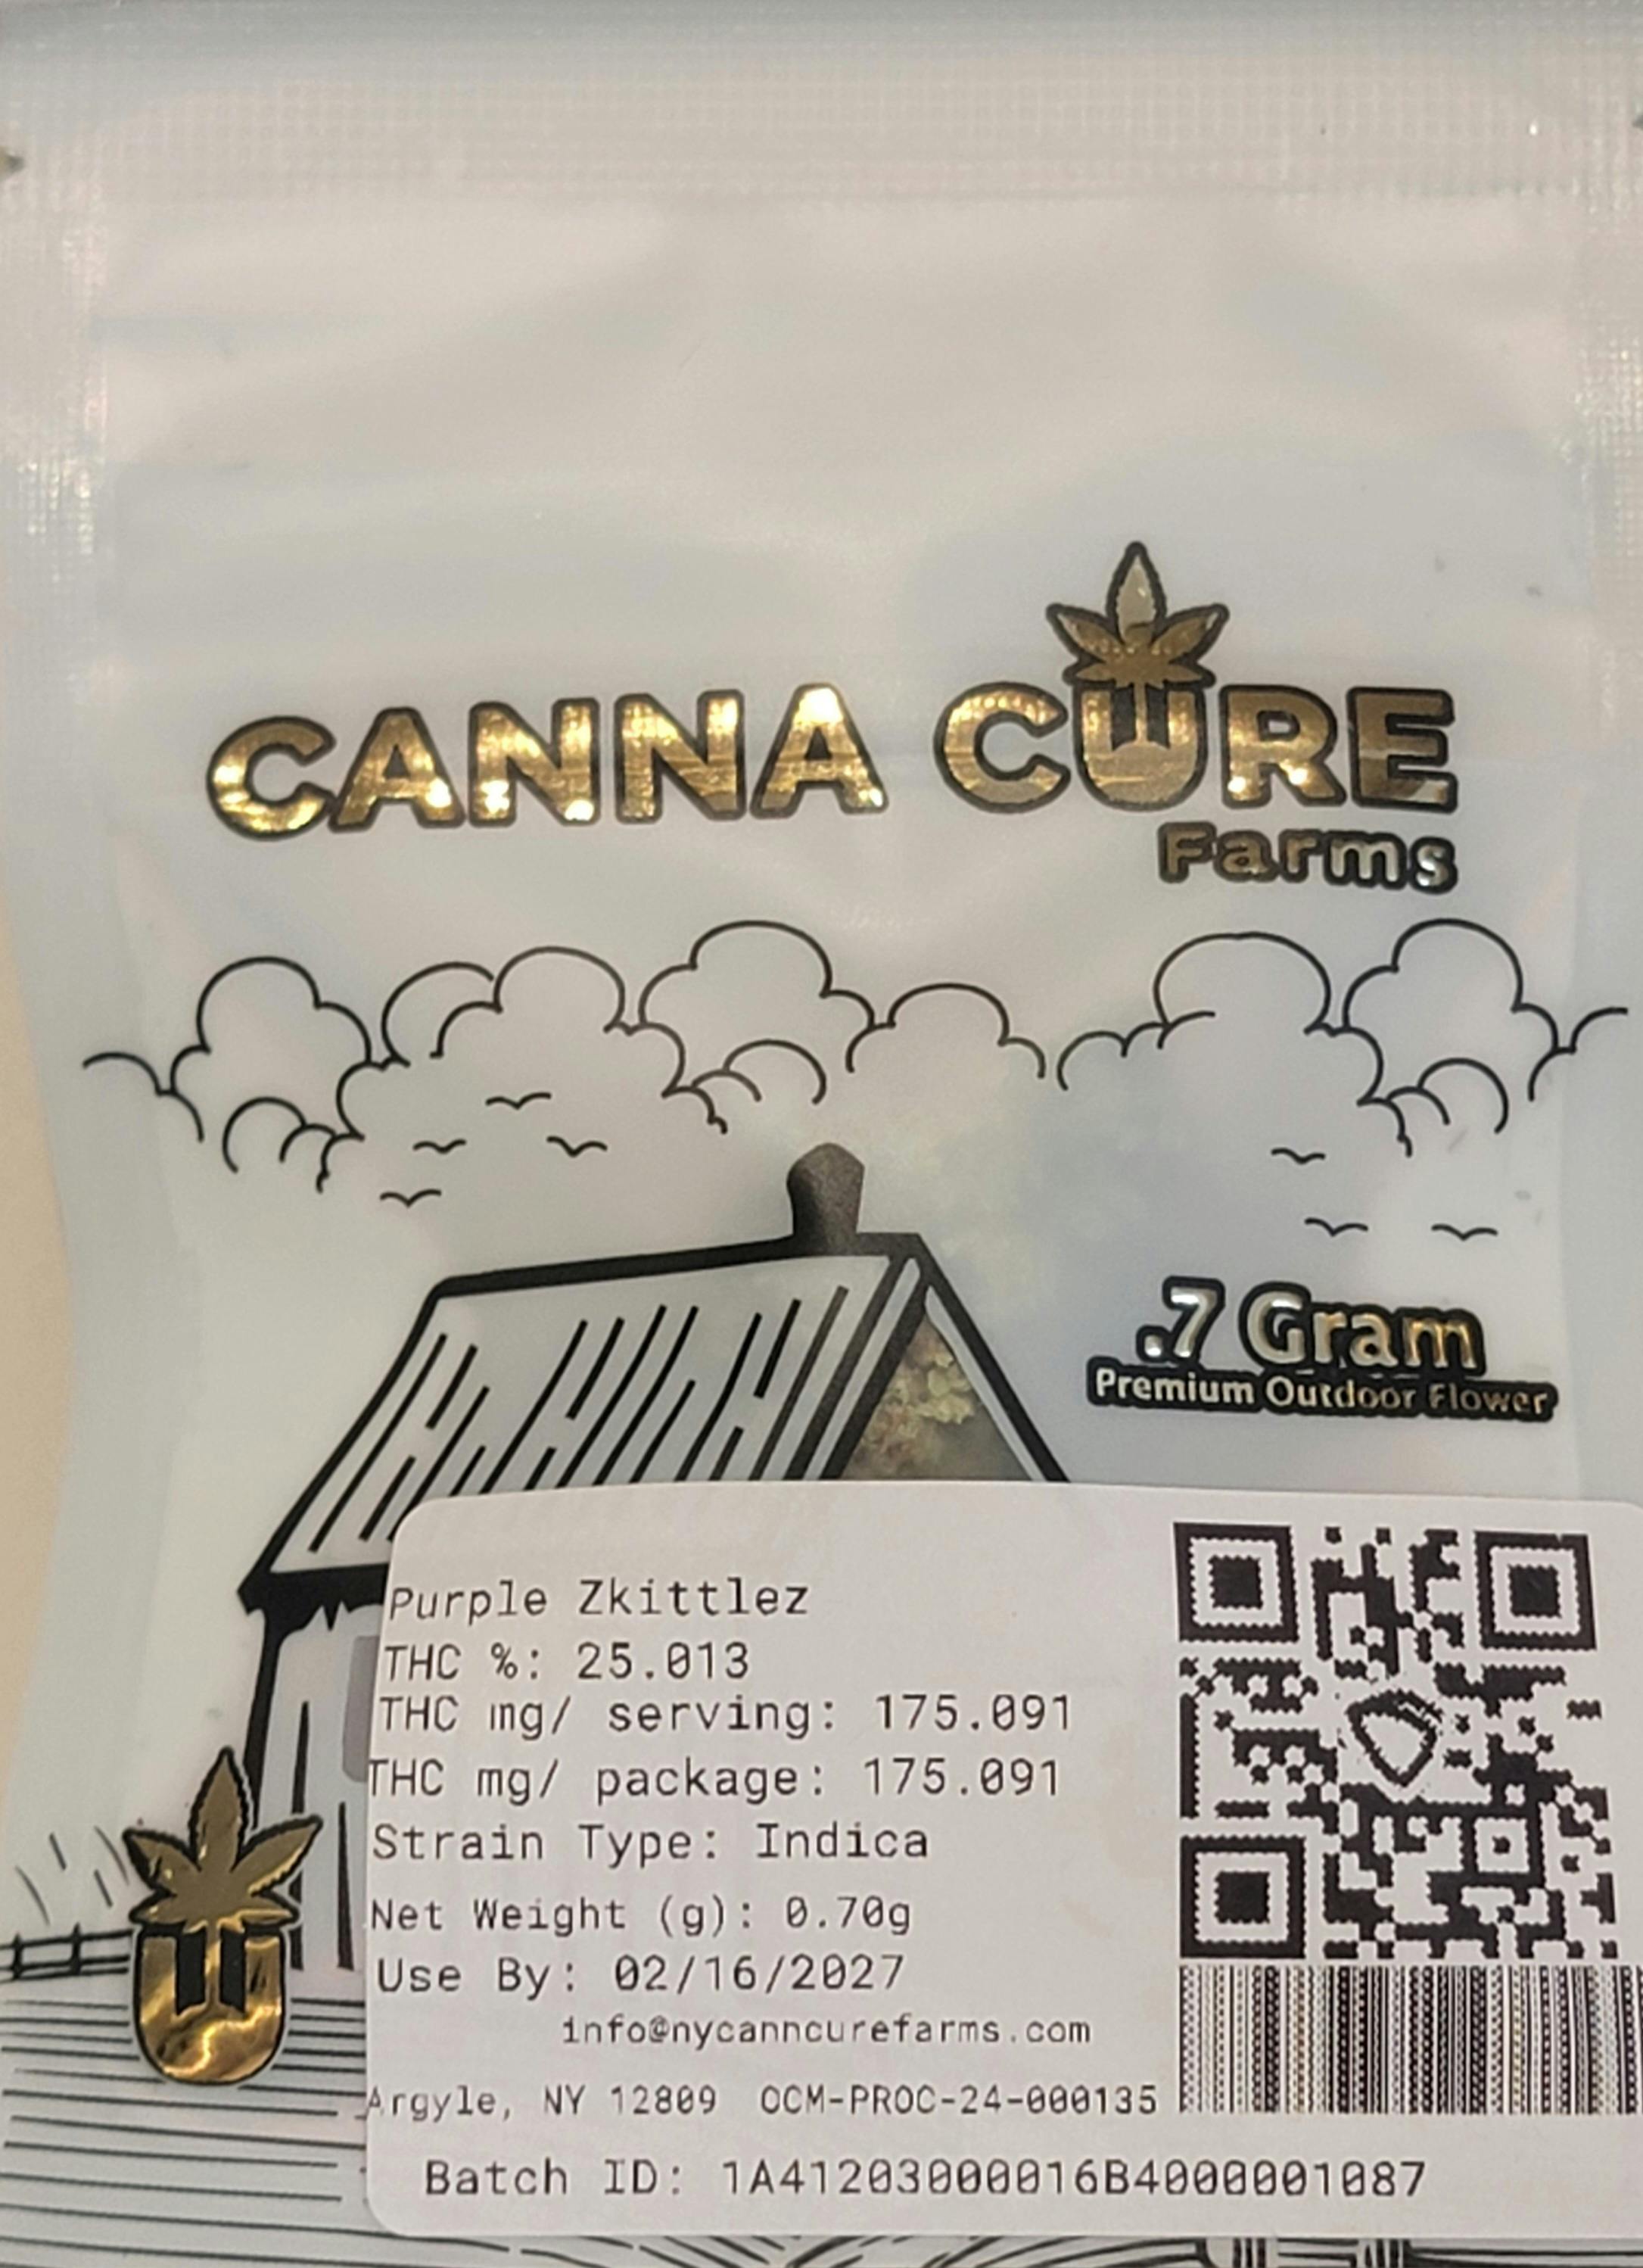 CANNA CURE
Farms
.7 Gram
Premium Outdoor Flower
Purple Zkittlez
THC %: 25.013
THC mg/ serving: 175.091
THC mg/ package: 175.091
Strain Type: Indica
Net Weight (g): 0.70g
Use By: 02/16/2027
info@nycanncurefarms.com
Argyle, NY 12809 OCM-PROC-24-000135
Batch ID: 1A41203000016B4000001087